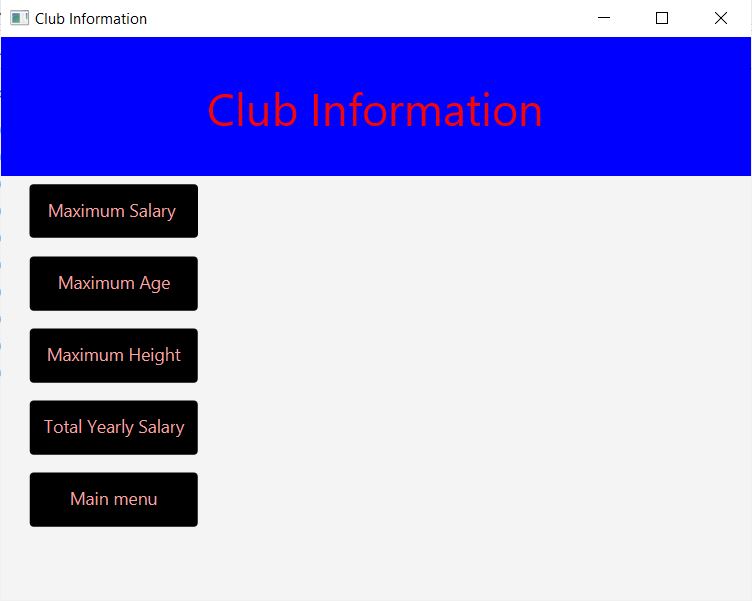 Club Information
Club Information
Maximum Salary
Maximum Age
Maximum Height
Total Yearly Salary
Main menu